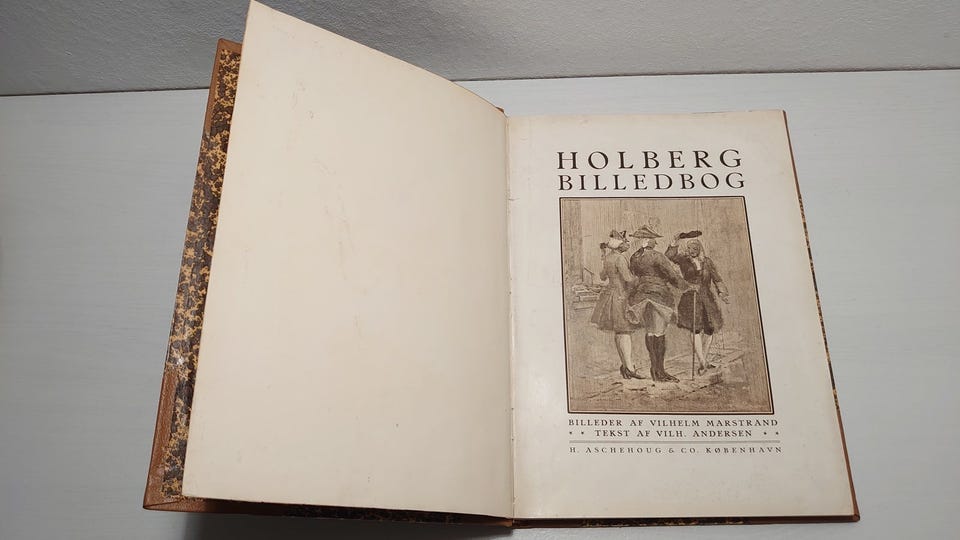 HOLBERG
BILLEDBOG
BILLEDER AF VILHELM MARSTRAND
* * TEKST AF VILH. ANDERSEN * *
H. ASCHEHOUG & CO. KØBENHAVN